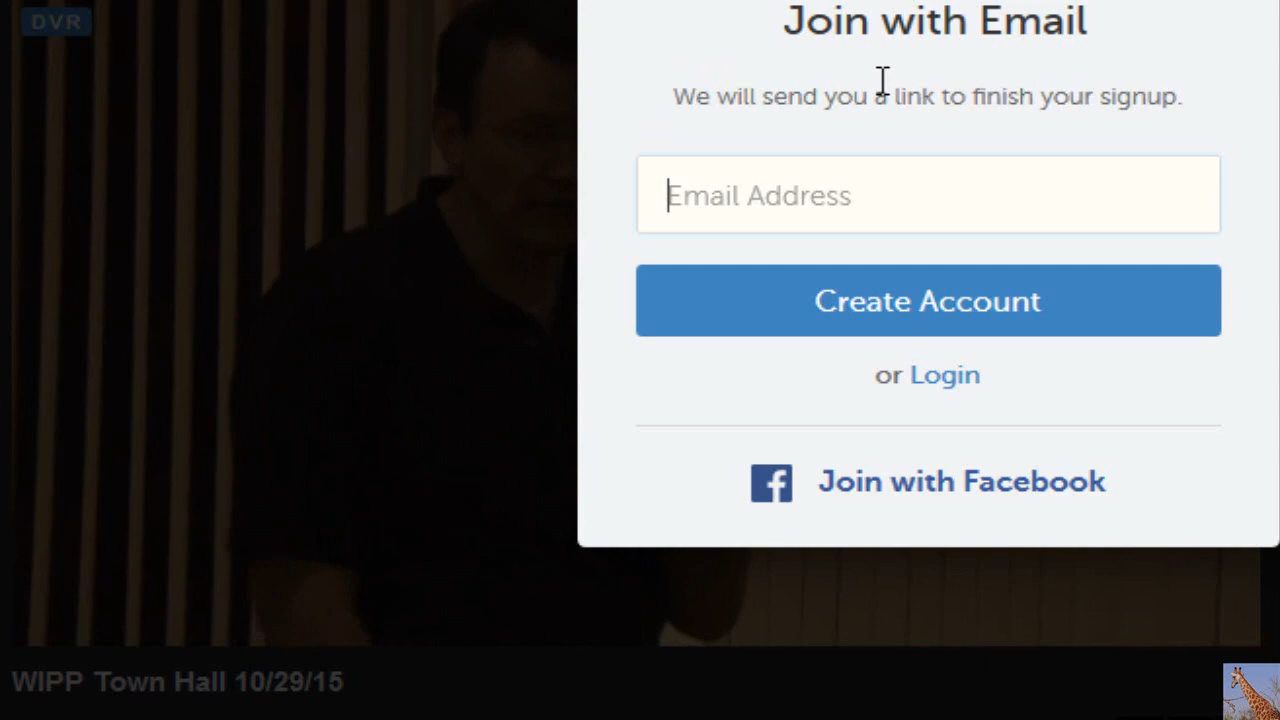 DVR
Join with Email
We will send you a link to finish your signup.
Email Address
Create Account
or Login
Join with Facebook
WIPP Town Hall 10/29/15